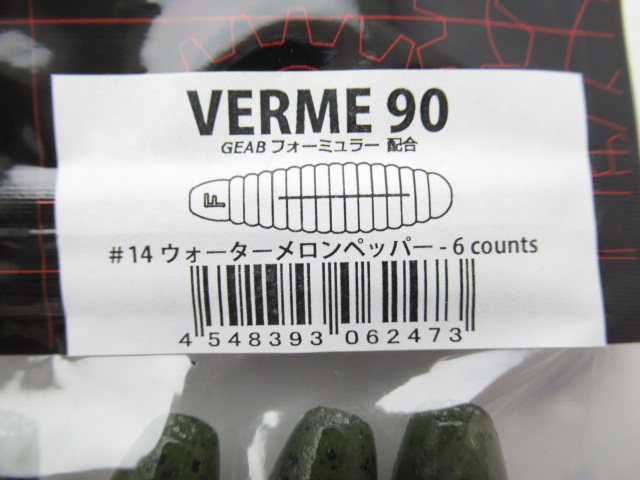 VERME 90
GEAB フォーミュラー 配合
F
#14 ウォーターメロンペッパー - 6 counts
4 548393 062473